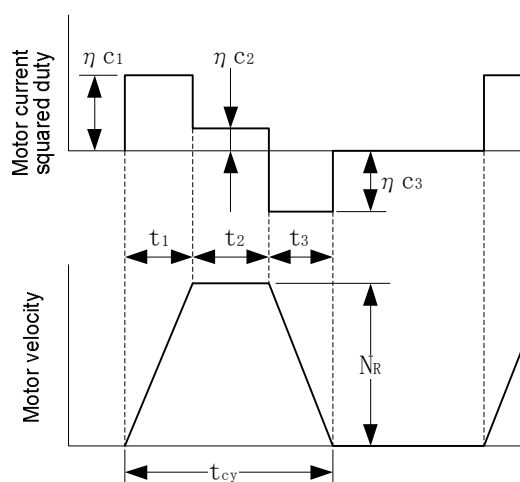 Motor current
squared duty
η c1
η c2
η c3
t1
t2
t3
Motor velocity
NR
tcy